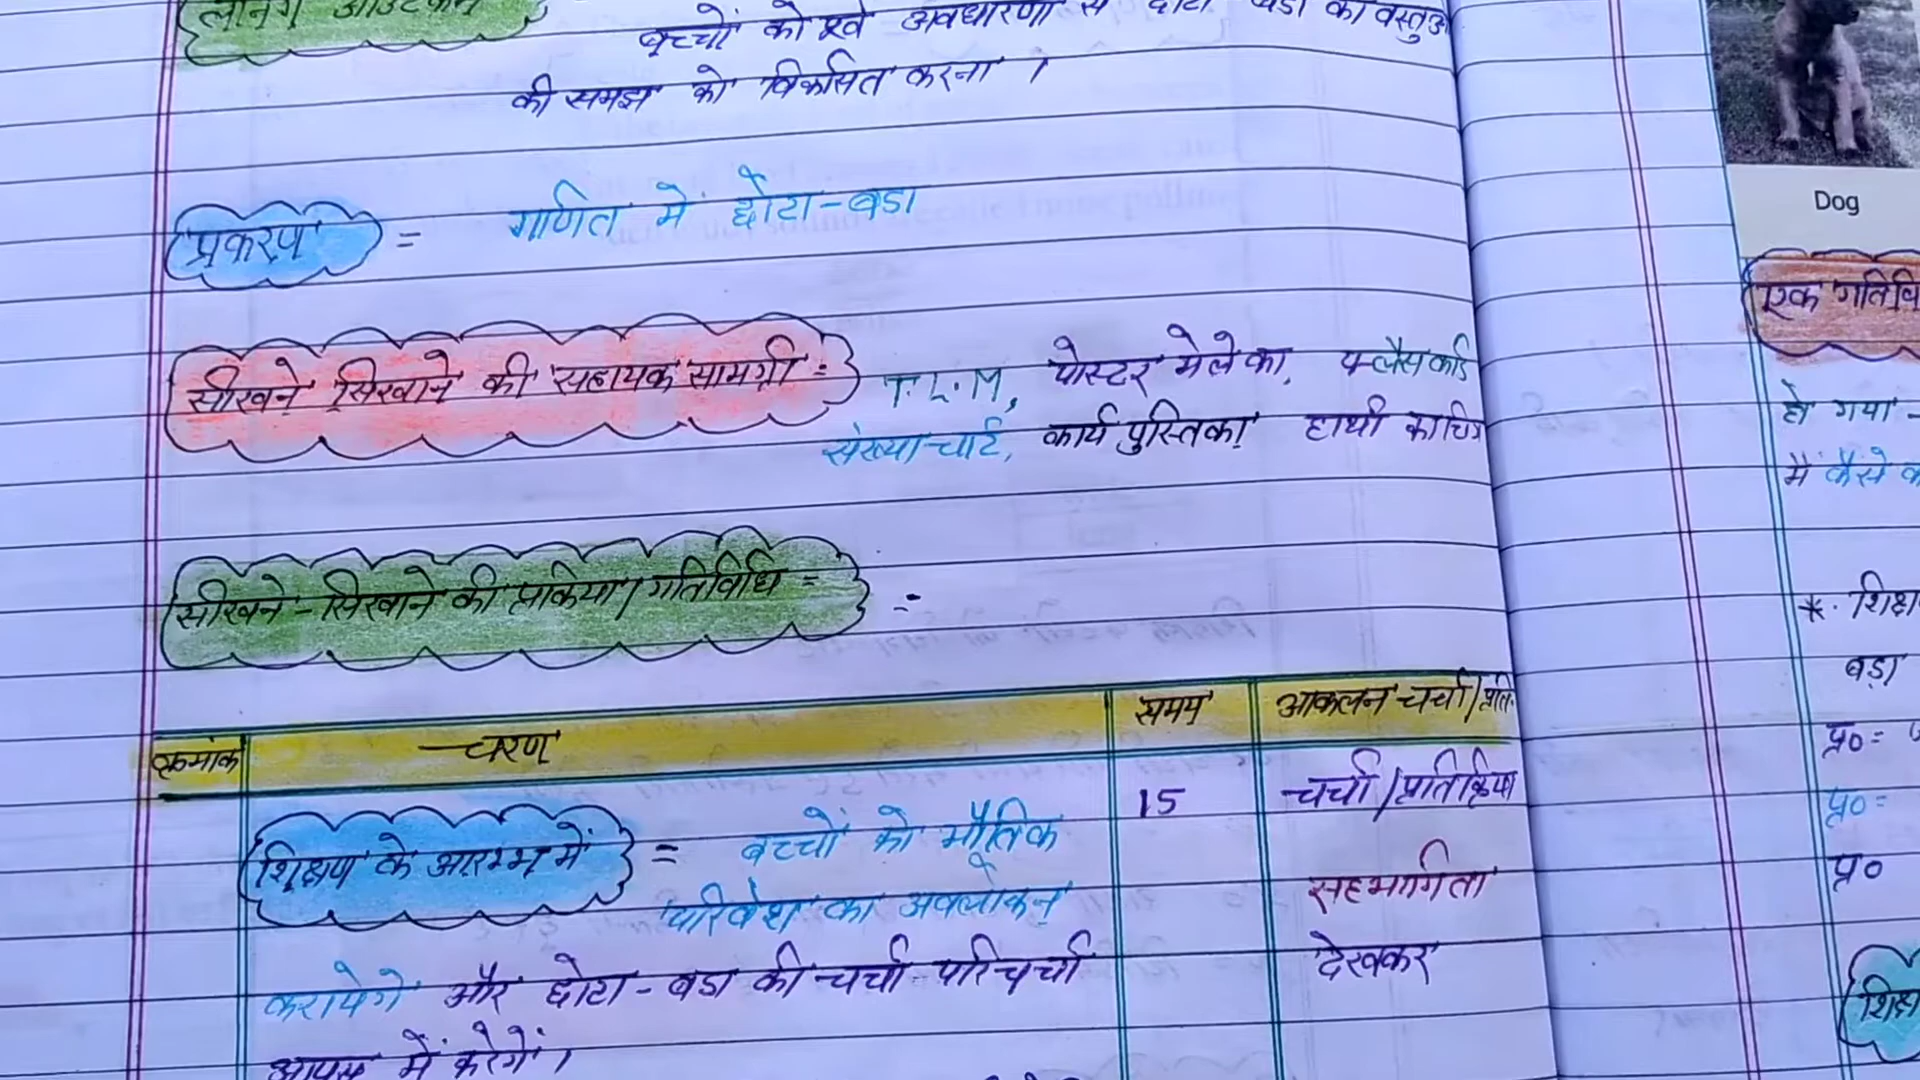 लर्निंग आउटकम
बच्चों को स्वं अवधारणा से छोटी बडी की वस्तुओ
की समझ को विकसित करना ।
प्रकरण = गणित में छोटा-बडा
सीखने सिखाने की सहायक सामग्री = T.L.M, पोस्टर मेले का, फ्लैस कार्ड
संख्या चार्ट, कार्य पुस्तिका, हाथी का चित्र
सीखने-सिखाने की प्रकिया/गतिविधि = :-
क्रमांक चरण समय आकलन चर्चा/प्रति
शिक्षण के आरम्भ में = बच्चों को भौतिक 15 चर्चा/प्रतिक्रिया
परिवेश का अवलोकन सहभागिता
करायेगे और छोटा-बडा की चर्चा परिचर्चा देखकर
आपस में करेगें।
Dog
एक गतिवि
हो गया-
मैं कैसे क
*. शिक्ष
बड़ा
प्र० =
प्र० =
प्र०
शिक्ष